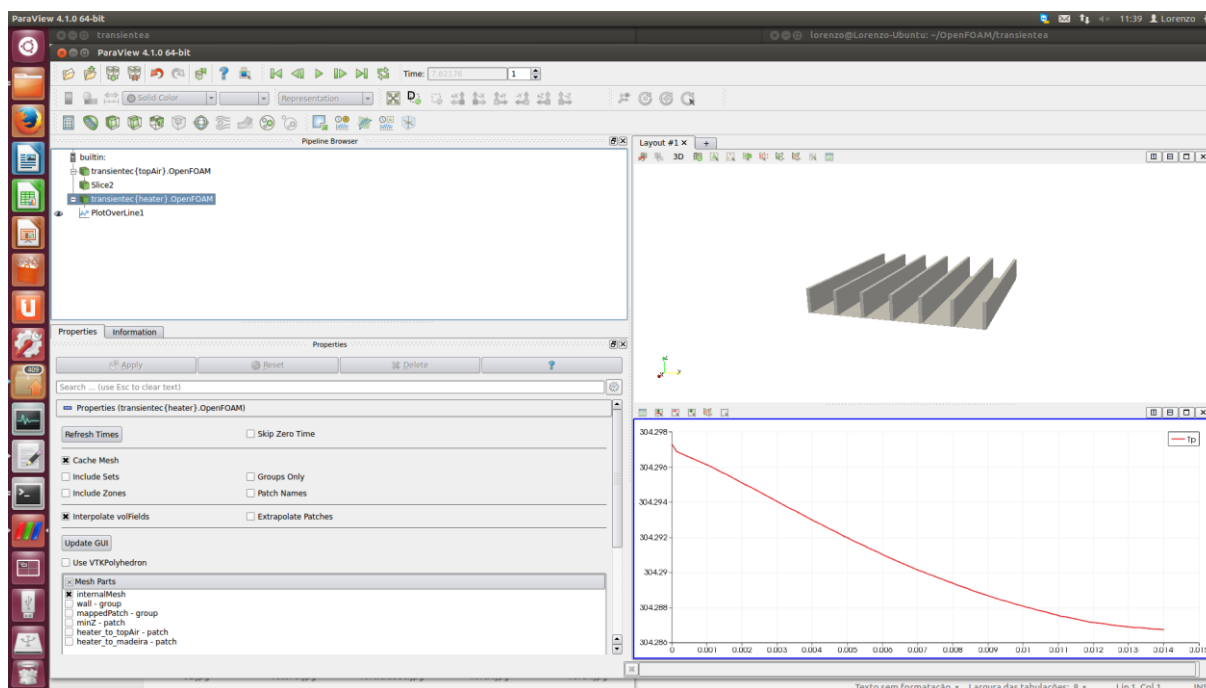 ParaView 4.1.0 64-bit
11:39 Lorenzo
transientea
lorenzo@Lorenzo-Ubuntu: ~/OpenFOAM/transientea
ParaView 4.1.0 64-bit
Time: 7.62176 1
Solid Color
Representation
Pipeline Browser
builtin:
transientec{topAir}.OpenFOAM
Slice2
transientec{heater}.OpenFOAM
PlotOverLine1
Layout #1
3D
Properties Information
Properties
Apply Reset Delete ?
Search ... (use Esc to clear text)
Properties (transientec{heater}.OpenFOAM)
Refresh Times
Skip Zero Time
Cache Mesh
Include Sets
Groups Only
Include Zones
Patch Names
Interpolate volFields
Extrapolate Patches
Update GUI
Use VTKPolyhedron
Mesh Parts
internalMesh
wall - group
mappedPatch - group
minZ - patch
heater_to_topAir - patch
heater_to_madeira - patch
409
304.298
304.296
304.294
304.292
304.29
304.288
304.286
Tp
0 0.001 0.002 0.003 0.004 0.005 0.006 0.007 0.008 0.009 0.01 0.011 0.012 0.013 0.014 0.015
Texto sem formatação Largura das tabulações: 8 Lin 1, Col 1 INS